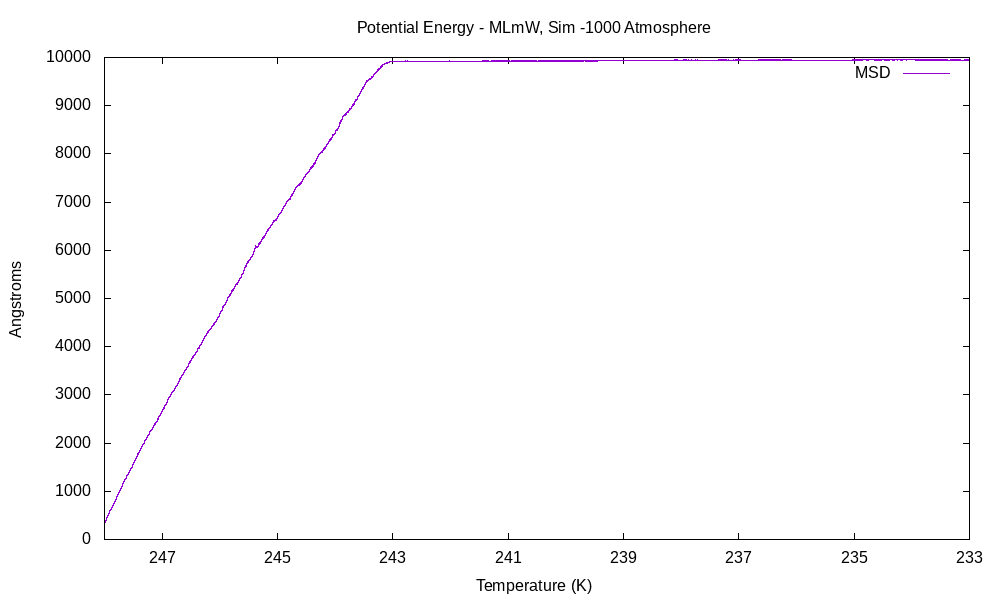 Potential Energy - MLmW, Sim -1000 Atmosphere
10000
MSD
9000
8000
7000
6000
5000
4000
3000
2000
1000
0
Angstroms
247 245 243 241 239 237 235 233
Temperature (K)